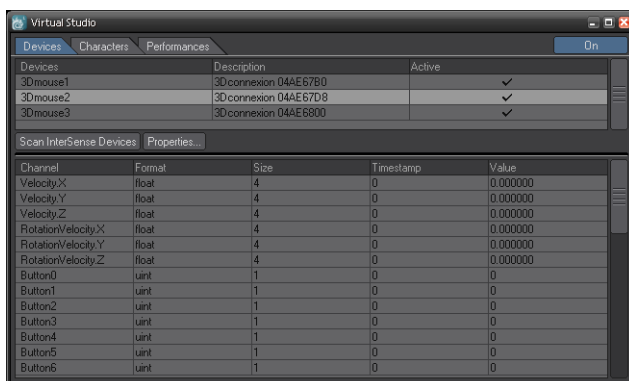 Virtual Studio
Devices Characters Performances On
Devices Description Active
3Dmouse1 3Dconnexion 04AE67B0
3Dmouse2 3Dconnexion 04AE67D8
3Dmouse3 3Dconnexion 04AE6800
Scan InterSense Devices Properties...
Channel Format Size Timestamp Value
Velocity.X float 4 0 0.000000
Velocity.Y float 4 0 0.000000
Velocity.Z float 4 0 0.000000
RotationVelocity.X float 4 0 0.000000
RotationVelocity.Y float 4 0 0.000000
RotationVelocity.Z float 4 0 0.000000
Button0 uint 1 0 0
Button1 uint 1 0 0
Button2 uint 1 0 0
Button3 uint 1 0 0
Button4 uint 1 0 0
Button5 uint 1 0 0
Button6 uint 1 0 0